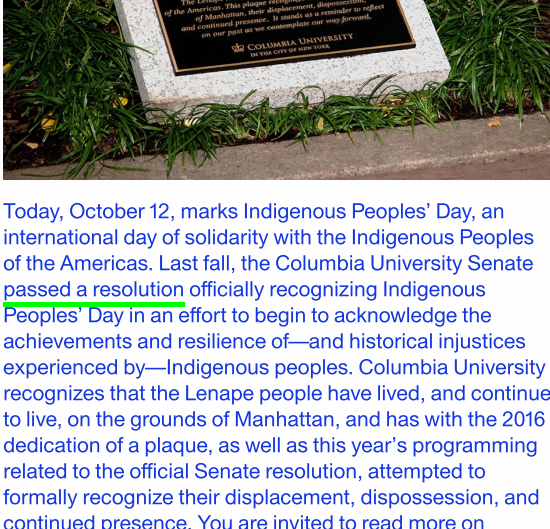 The Lenape
of the Americas. This plaque recogn
of Manhattan, their displacement, dispossession,
and continued presence. It stands as a reminder to reflect
on our past as we contemplate our way forward.
COLUMBIA UNIVERSITY
IN THE CITY OF NEW YORK
Today, October 12, marks Indigenous Peoples’ Day, an
international day of solidarity with the Indigenous Peoples
of the Americas. Last fall, the Columbia University Senate
passed a resolution officially recognizing Indigenous
Peoples’ Day in an effort to begin to acknowledge the
achievements and resilience of—and historical injustices
experienced by—Indigenous peoples. Columbia University
recognizes that the Lenape people have lived, and continue
to live, on the grounds of Manhattan, and has with the 2016
dedication of a plaque, as well as this year’s programming
related to the official Senate resolution, attempted to
formally recognize their displacement, dispossession, and
continued presence. You are invited to read more on